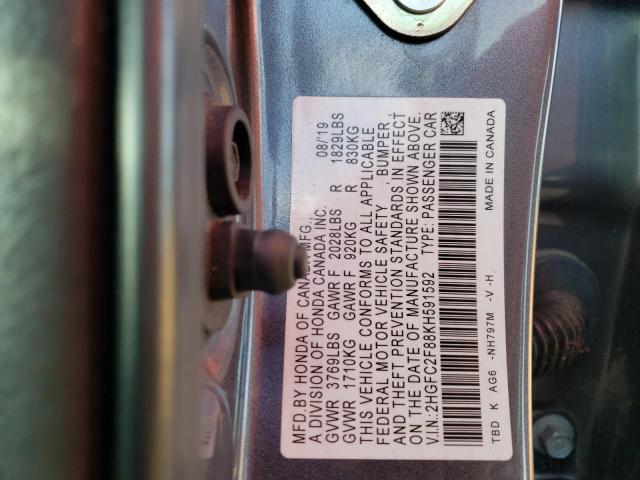 MFD.BY HONDA OF CANADA MFG.,
A DIVISION OF HONDA CANADA INC. 08/'19
GVWR 3769LBS GAWR F 2028LBS R 1829LBS
GVWR 1710KG GAWR F 920KG R 830KG
THIS VEHICLE CONFORMS TO ALL APPLICABLE
FEDERAL MOTOR VEHICLE SAFETY , BUMPER ,
AND THEFT PREVENTION STANDARDS IN EFFECT
ON THE DATE OF MANUFACTURE SHOWN ABOVE.
V.I.N.:2HGFC2F88KH591592 TYPE: PASSENGER CAR
TBD K AG6 -NH797M -V -H, MADE IN CANADA